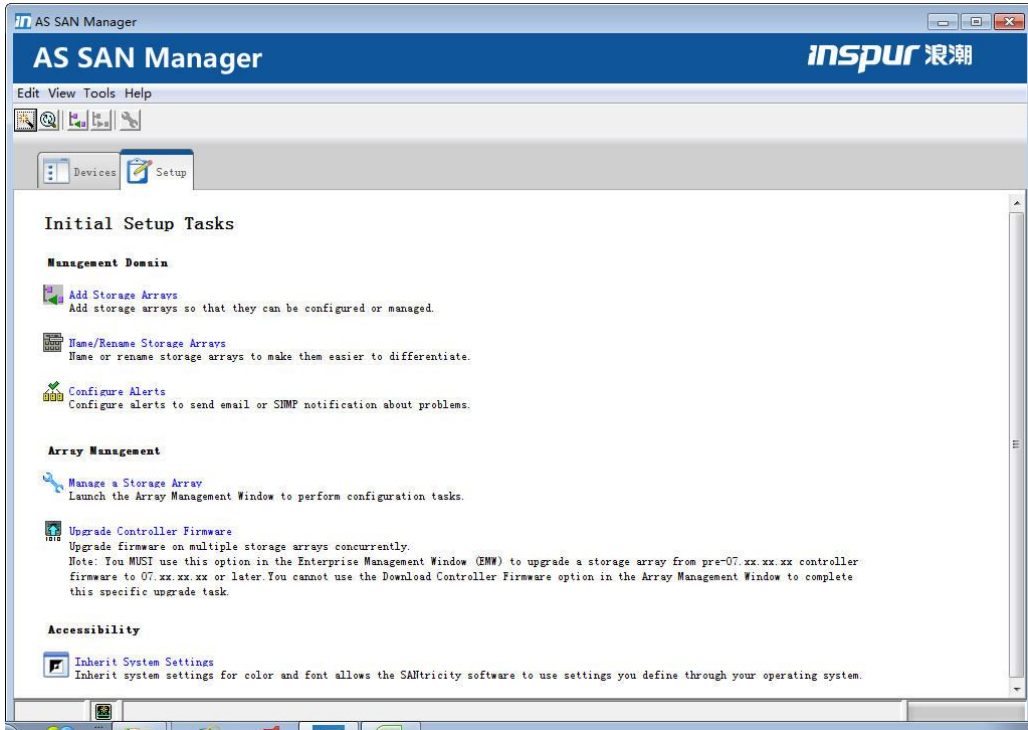 AS SAN Manager
AS SAN Manager
inspur 浪潮
Edit View Tools Help
Devices Setup
Initial Setup Tasks
Management Domain
Add Storage Arrays
Add storage arrays so that they can be configured or managed.
Name/Rename Storage Arrays
Name or rename storage arrays to make them easier to differentiate.
Configure Alerts
Configure alerts to send email or SNMP notification about problems.
Array Management
Manage a Storage Array
Launch the Array Management Window to perform configuration tasks.
Upgrade Controller Firmware
Upgrade firmware on multiple storage arrays concurrently.
Note: You MUST use this option in the Enterprise Management Window (EMW) to upgrade a storage array from pre-07.xx.xx.xx controller
firmware to 07.xx.xx.xx or later.You cannot use the Download Controller Firmware option in the Array Management Window to complete
this specific upgrade task.
Accessibility
Inherit System Settings
Inherit system settings for color and font allows the SANtricity software to use settings you define through your operating system.